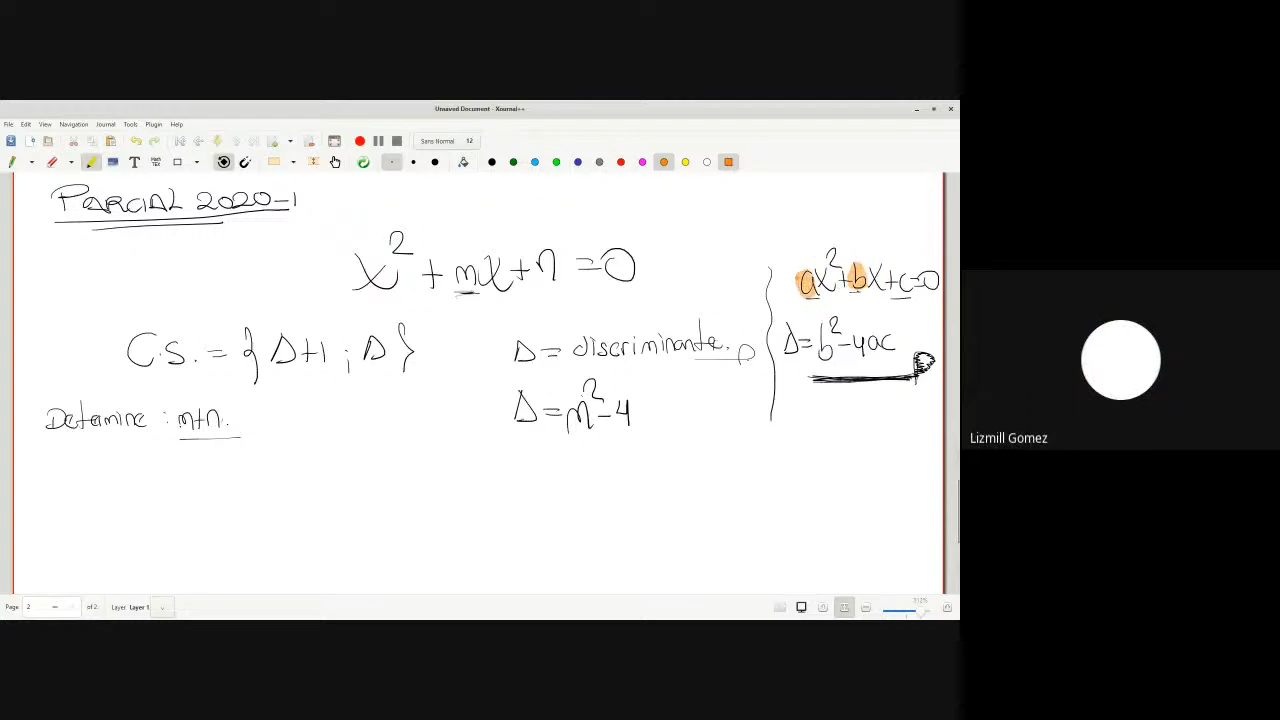 Unsaved Document - Xournal++
File Edit View Navigation Journal Tools Plugin Help
Sans Normal 12
PARCIAL 2020-1
x² + mx + n = 0
ax²+bx+c=0
C.S. = { Δ+1 ; Δ }
Δ = discriminante.
Δ = b²-4ac
Determine : m+n.
Δ = m²-4
Lizmill Gomez
Page 2 of 2 Layer Layer 1
312%